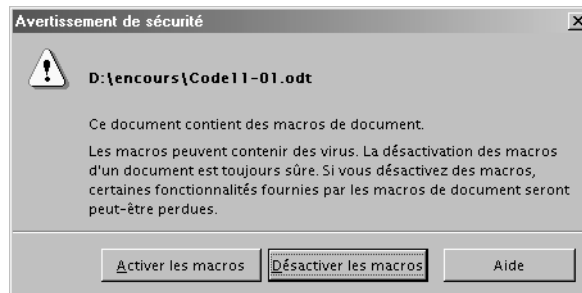 Avertissement de sécurité
D:\encours\Code11-01.odt
Ce document contient des macros de document.
Les macros peuvent contenir des virus. La désactivation des macros
d'un document est toujours sûre. Si vous désactivez des macros,
certaines fonctionnalités fournies par les macros de document seront
peut-être perdues.
Activer les macros Désactiver les macros Aide